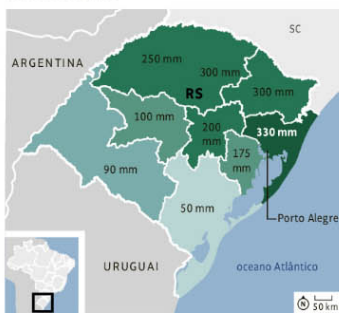 SC
ARGENTINA
250 mm
300 mm
RS
300 mm
100 mm
200
mm
330 mm
175
mm
90 mm
50 mm
Porto Alegre
URUGUAI
oceano Atlântico
N
50 km